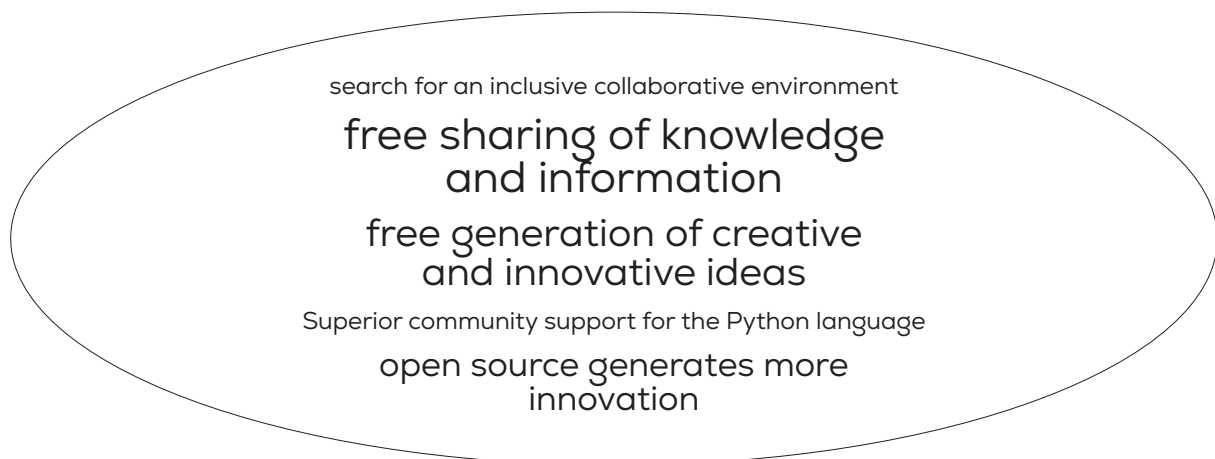 search for an inclusive collaborative environment
free sharing of knowledge
and information
free generation of creative
and innovative ideas
Superior community support for the Python language
open source generates more
innovation